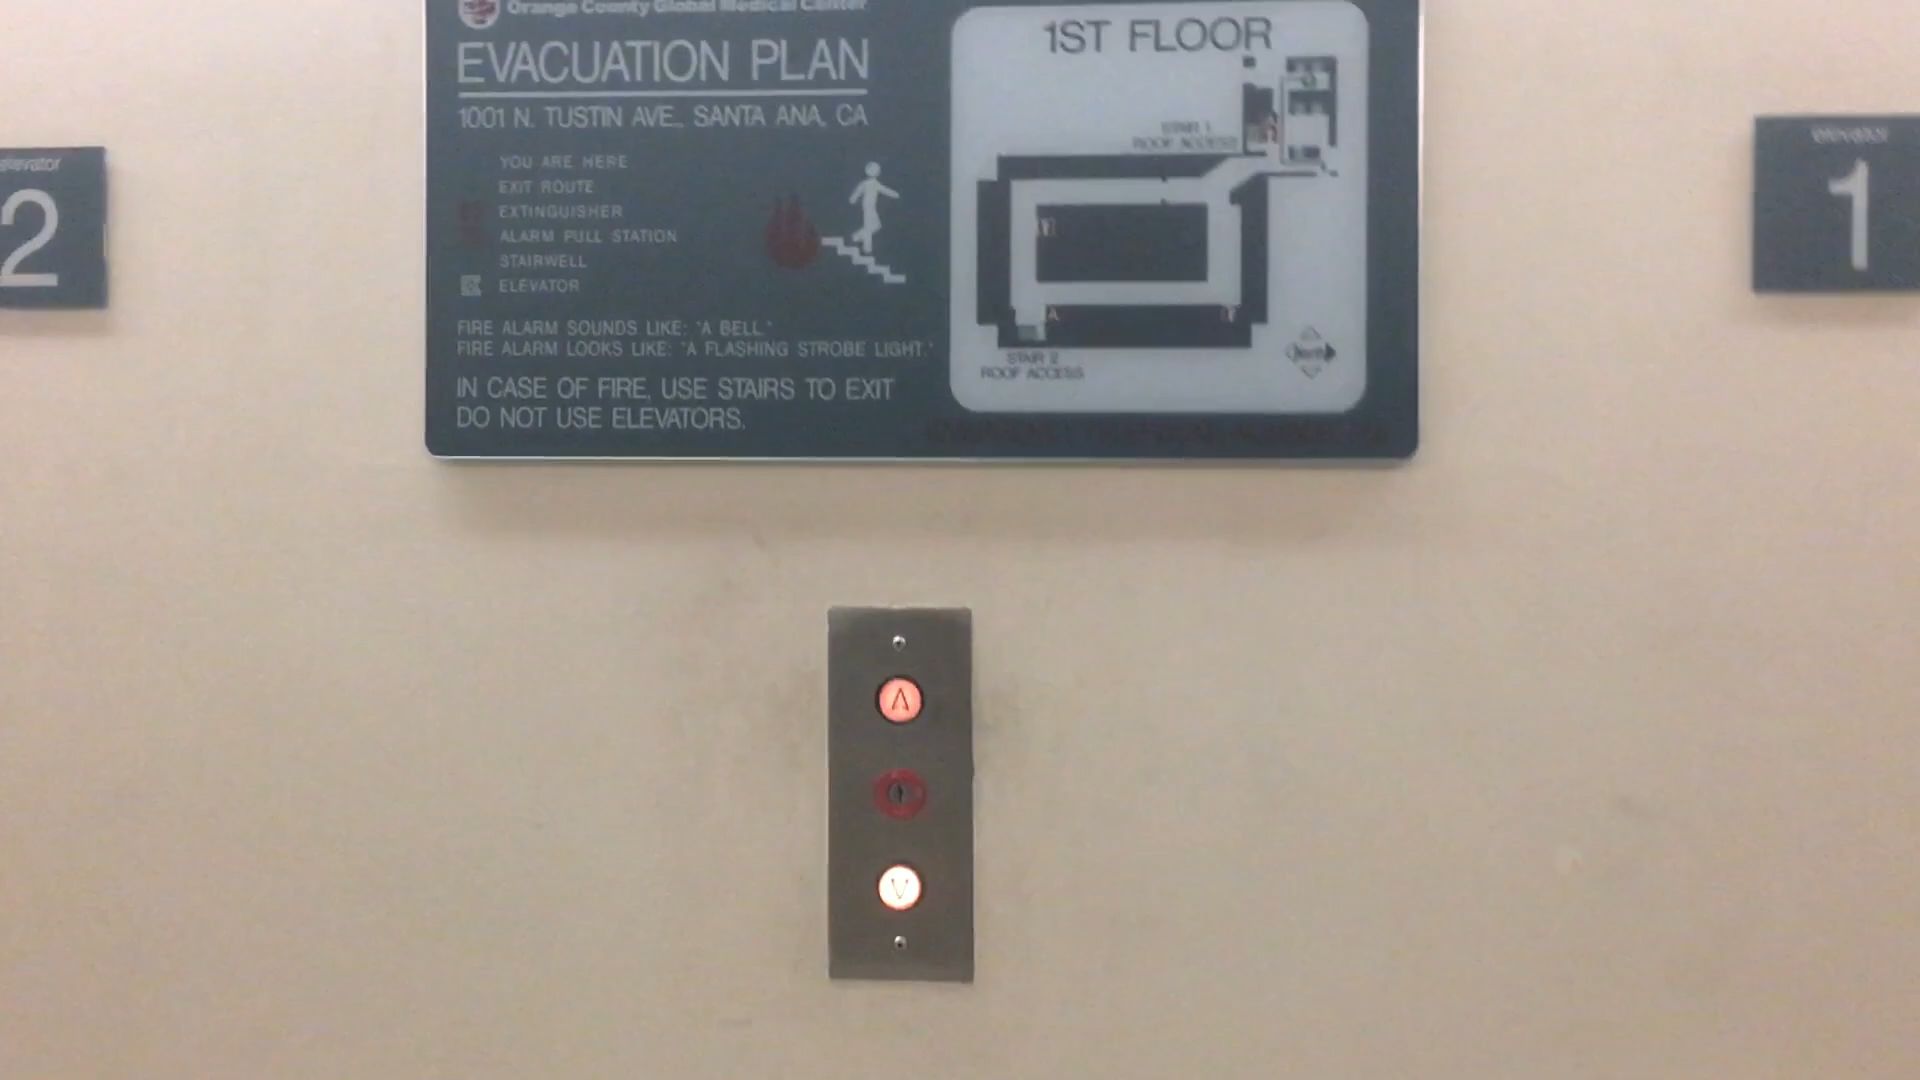 Orange County Global Medical Center
EVACUATION PLAN
1001 N. TUSTIN AVE., SANTA ANA, CA
YOU ARE HERE
EXIT ROUTE
EXTINGUISHER
ALARM PULL STATION
STAIRWELL
ELEVATOR
FIRE ALARM SOUNDS LIKE: "A BELL."
FIRE ALARM LOOKS LIKE: "A FLASHING STROBE LIGHT."
IN CASE OF FIRE, USE STAIRS TO EXIT
DO NOT USE ELEVATORS.
1ST FLOOR
STAIR 1
ROOF ACCESS
A
STAIR 2
ROOF ACCESS
North
elevator
2
elevator
1